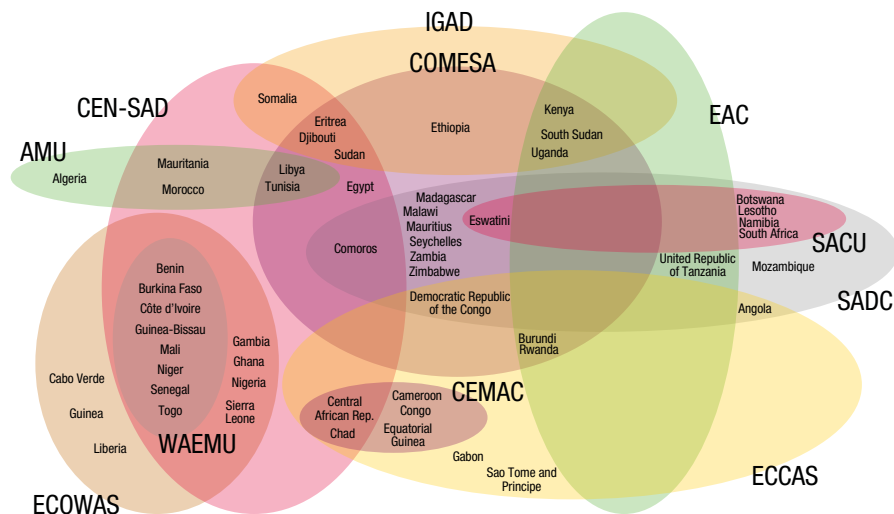 IGAD
COMESA
CEN-SAD
Somalia
Kenya
EAC
Eritrea
Djibouti
Ethiopia
South Sudan
Uganda
Sudan
AMU
Mauritania
Libya
Algeria
Morocco
Tunisia
Egypt
Madagascar
Malawi
Mauritius
Seychelles
Zambia
Zimbabwe
Eswatini
Botswana
Lesotho
Namibia
South Africa
SACU
Comoros
United Republic
of Tanzania
Mozambique
SADC
Benin
Burkina Faso
Côte d'Ivoire
Guinea-Bissau
Mali
Niger
Senegal
Togo
Democratic Republic
of the Congo
Angola
Gambia
Ghana
Nigeria
Sierra
Leone
Burundi
Rwanda
Cabo Verde
Guinea
Liberia
CEMAC
Central
African Rep.
Chad
Cameroon
Congo
Equatorial
Guinea
WAEMU
Gabon
Sao Tome and
Principe
ECCAS
ECOWAS